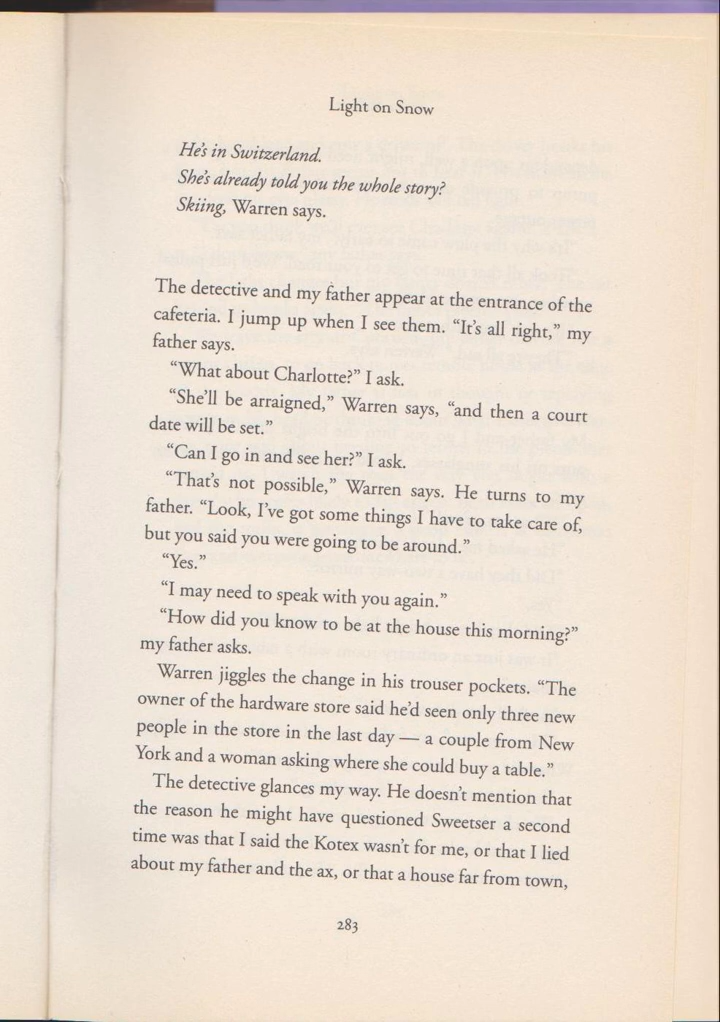 Light on Snow
He's in Switzerland.
She's already told you the whole story?
Skiing, Warren says.
The detective and my father appear at the entrance of the
cafeteria. I jump up when I see them. “It's all right,” my
father says.
“What about Charlotte?” I ask.
“She'll be arraigned,” Warren says, “and then a court
date will be set.”
“Can I go in and see her?” I ask.
“That's not possible,” Warren says. He turns to my
father. “Look, I've got some things I have to take care of,
but you said you were going to be around.”
“Yes.”
“I may need to speak with you again.”
“How did you know to be at the house this morning?”
my father asks.
Warren jiggles the change in his trouser pockets. “The
owner of the hardware store said he'd seen only three new
people in the store in the last day — a couple from New
York and a woman asking where she could buy a table.”
The detective glances my way. He doesn't mention that
the reason he might have questioned Sweetser a second
time was that I said the Kotex wasn't for me, or that I lied
about my father and the ax, or that a house far from town,
283